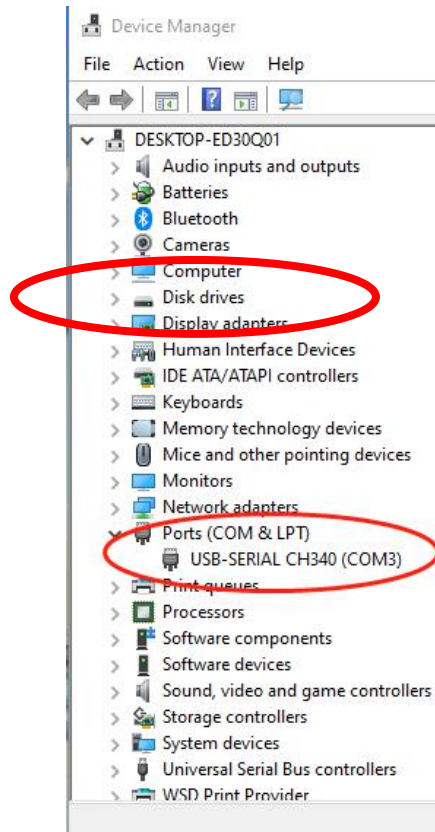 Device Manager
File Action View Help
DESKTOP-ED30Q01
Audio inputs and outputs
Batteries
Bluetooth
Cameras
Computer
Disk drives
Display adapters
Human Interface Devices
IDE ATA/ATAPI controllers
Keyboards
Memory technology devices
Mice and other pointing devices
Monitors
Network adapters
Ports (COM & LPT)
USB-SERIAL CH340 (COM3)
Print queues
Processors
Software components
Software devices
Sound, video and game controllers
Storage controllers
System devices
Universal Serial Bus controllers
WSD Print Provider